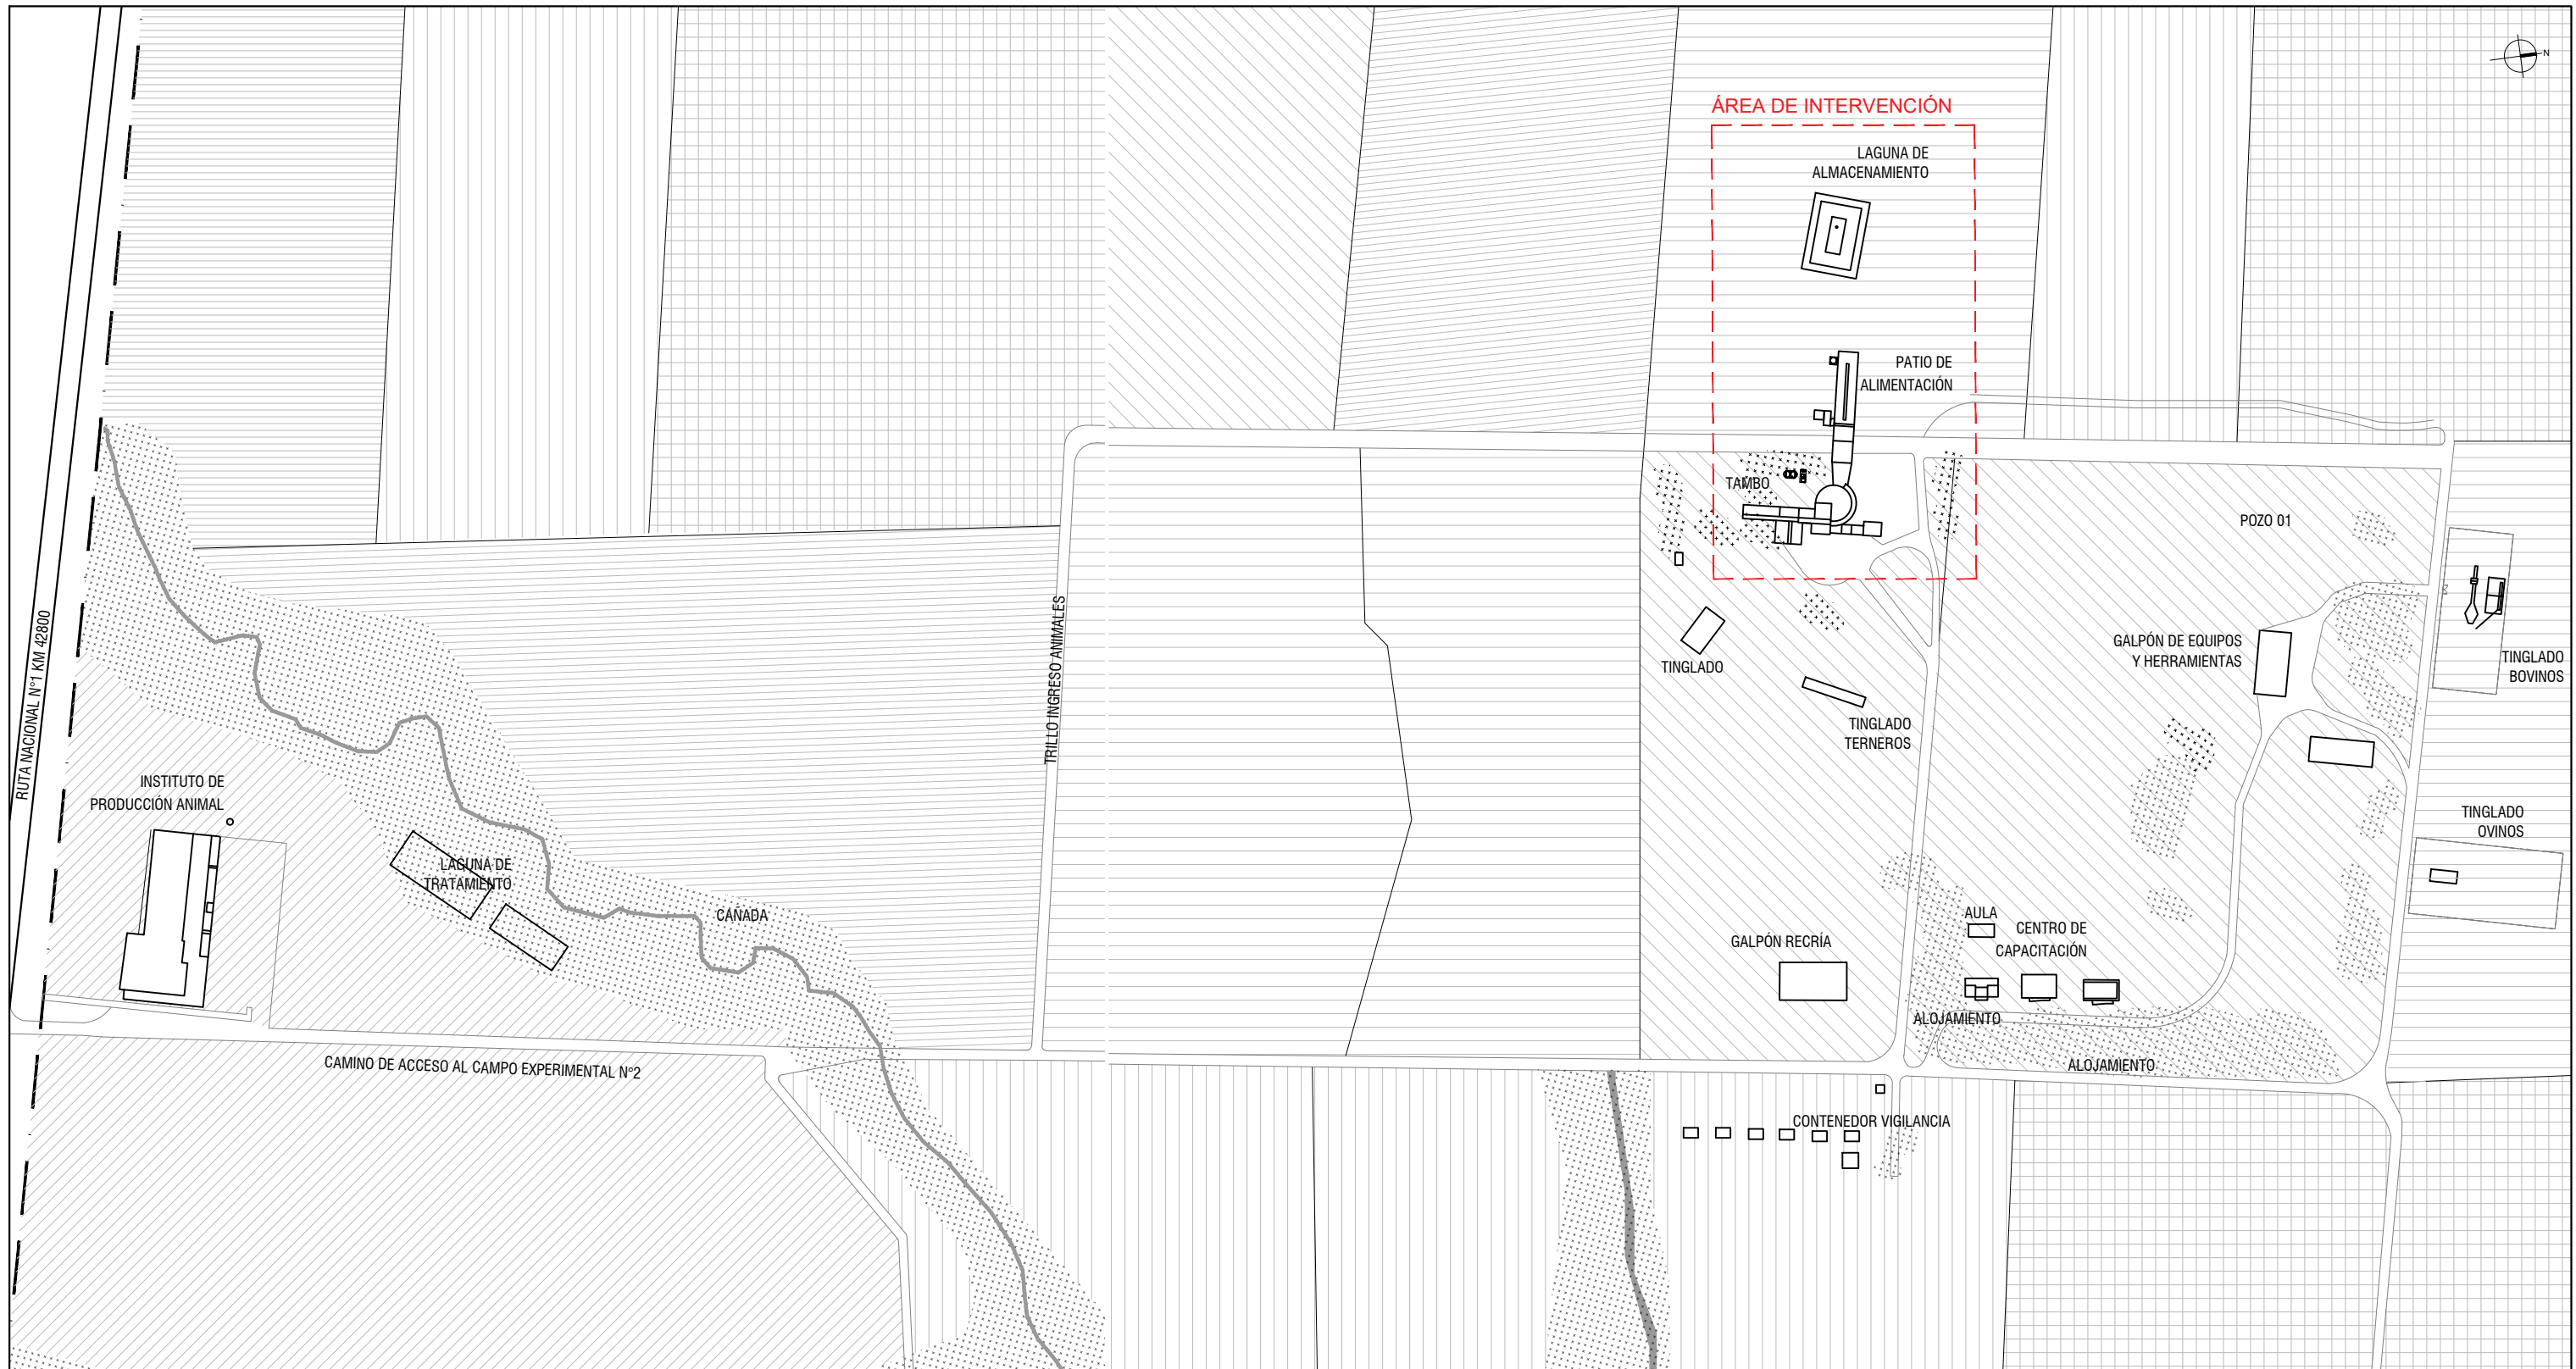 N
ÁREA DE INTERVENCIÓN
LAGUNA DE
ALMACENAMIENTO
PATIO DE
ALIMENTACIÓN
TAMBO
POZO 01
TRILLO INGRESO ANIMALES
RUTA NACIONAL N°1 KM 42800
TINGLADO
GALPÓN DE EQUIPOS
Y HERRAMIENTAS
TINGLADO
BOVINOS
TINGLADO
TERNEROS
INSTITUTO DE
PRODUCCIÓN ANIMAL
TINGLADO
OVINOS
LAGUNA DE
TRATAMIENTO
CAÑADA
AULA
CENTRO DE
CAPACITACIÓN
GALPÓN RECRÍA
ALOJAMIENTO
CAMINO DE ACCESO AL CAMPO EXPERIMENTAL N°2
ALOJAMIENTO
CONTENEDOR VIGILANCIA